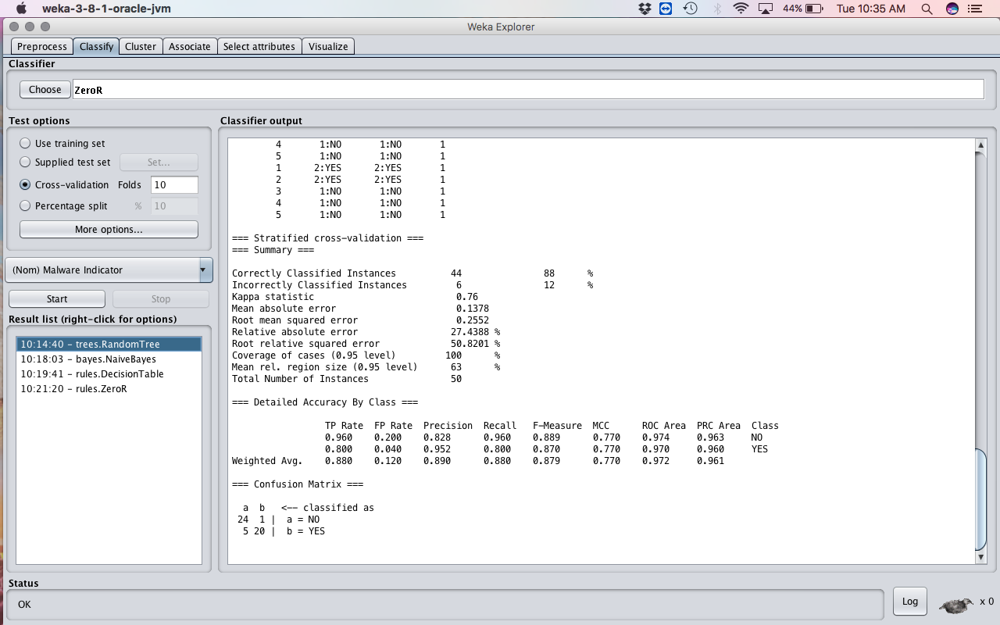 weka-3-8-1-oracle-jvm 44% Tue 10:35 AM
Weka Explorer
Preprocess Classify Cluster Associate Select attributes Visualize
Classifier
Choose ZeroR
Test options
Use training set
Supplied test set Set...
Cross-validation Folds 10
Percentage split % 10
More options...
(Nom) Malware Indicator
Start Stop
Result list (right-click for options)
10:14:40 - trees.RandomTree
10:18:03 - bayes.NaiveBayes
10:19:41 - rules.DecisionTable
10:21:20 - rules.ZeroR
Classifier output
4 1:NO 1:NO 1
5 1:NO 1:NO 1
1 2:YES 2:YES 1
2 2:YES 2:YES 1
3 1:NO 1:NO 1
4 1:NO 1:NO 1
5 1:NO 1:NO 1
=== Stratified cross-validation ===
=== Summary ===
Correctly Classified Instances 44 88 %
Incorrectly Classified Instances 6 12 %
Kappa statistic 0.76
Mean absolute error 0.1378
Root mean squared error 0.2552
Relative absolute error 27.4388 %
Root relative squared error 50.8201 %
Coverage of cases (0.95 level) 100 %
Mean rel. region size (0.95 level) 63 %
Total Number of Instances 50
=== Detailed Accuracy By Class ===
TP Rate FP Rate Precision Recall F-Measure MCC ROC Area PRC Area Class
0.960 0.200 0.828 0.960 0.889 0.770 0.974 0.963 NO
0.800 0.040 0.952 0.800 0.870 0.770 0.970 0.960 YES
Weighted Avg. 0.880 0.120 0.890 0.880 0.879 0.770 0.972 0.961
=== Confusion Matrix ===
a b <-- classified as
24 1 | a = NO
5 20 | b = YES
Status
OK
Log
x 0